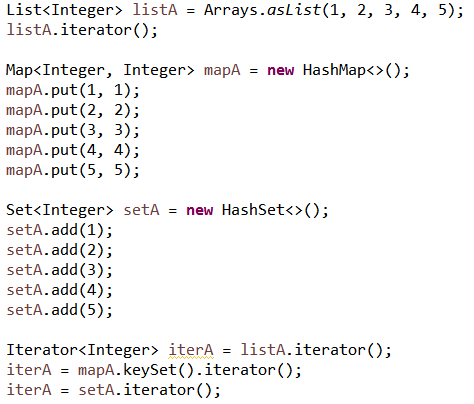 List<Integer> listA = Arrays.asList(1, 2, 3, 4, 5);
listA.iterator();
Map<Integer, Integer> mapA = new HashMap<>();
mapA.put(1, 1);
mapA.put(2, 2);
mapA.put(3, 3);
mapA.put(4, 4);
mapA.put(5, 5);
Set<Integer> setA = new HashSet<>();
setA.add(1);
setA.add(2);
setA.add(3);
setA.add(4);
setA.add(5);
Iterator<Integer> iterA = listA.iterator();
iterA = mapA.keySet().iterator();
iterA = setA.iterator();